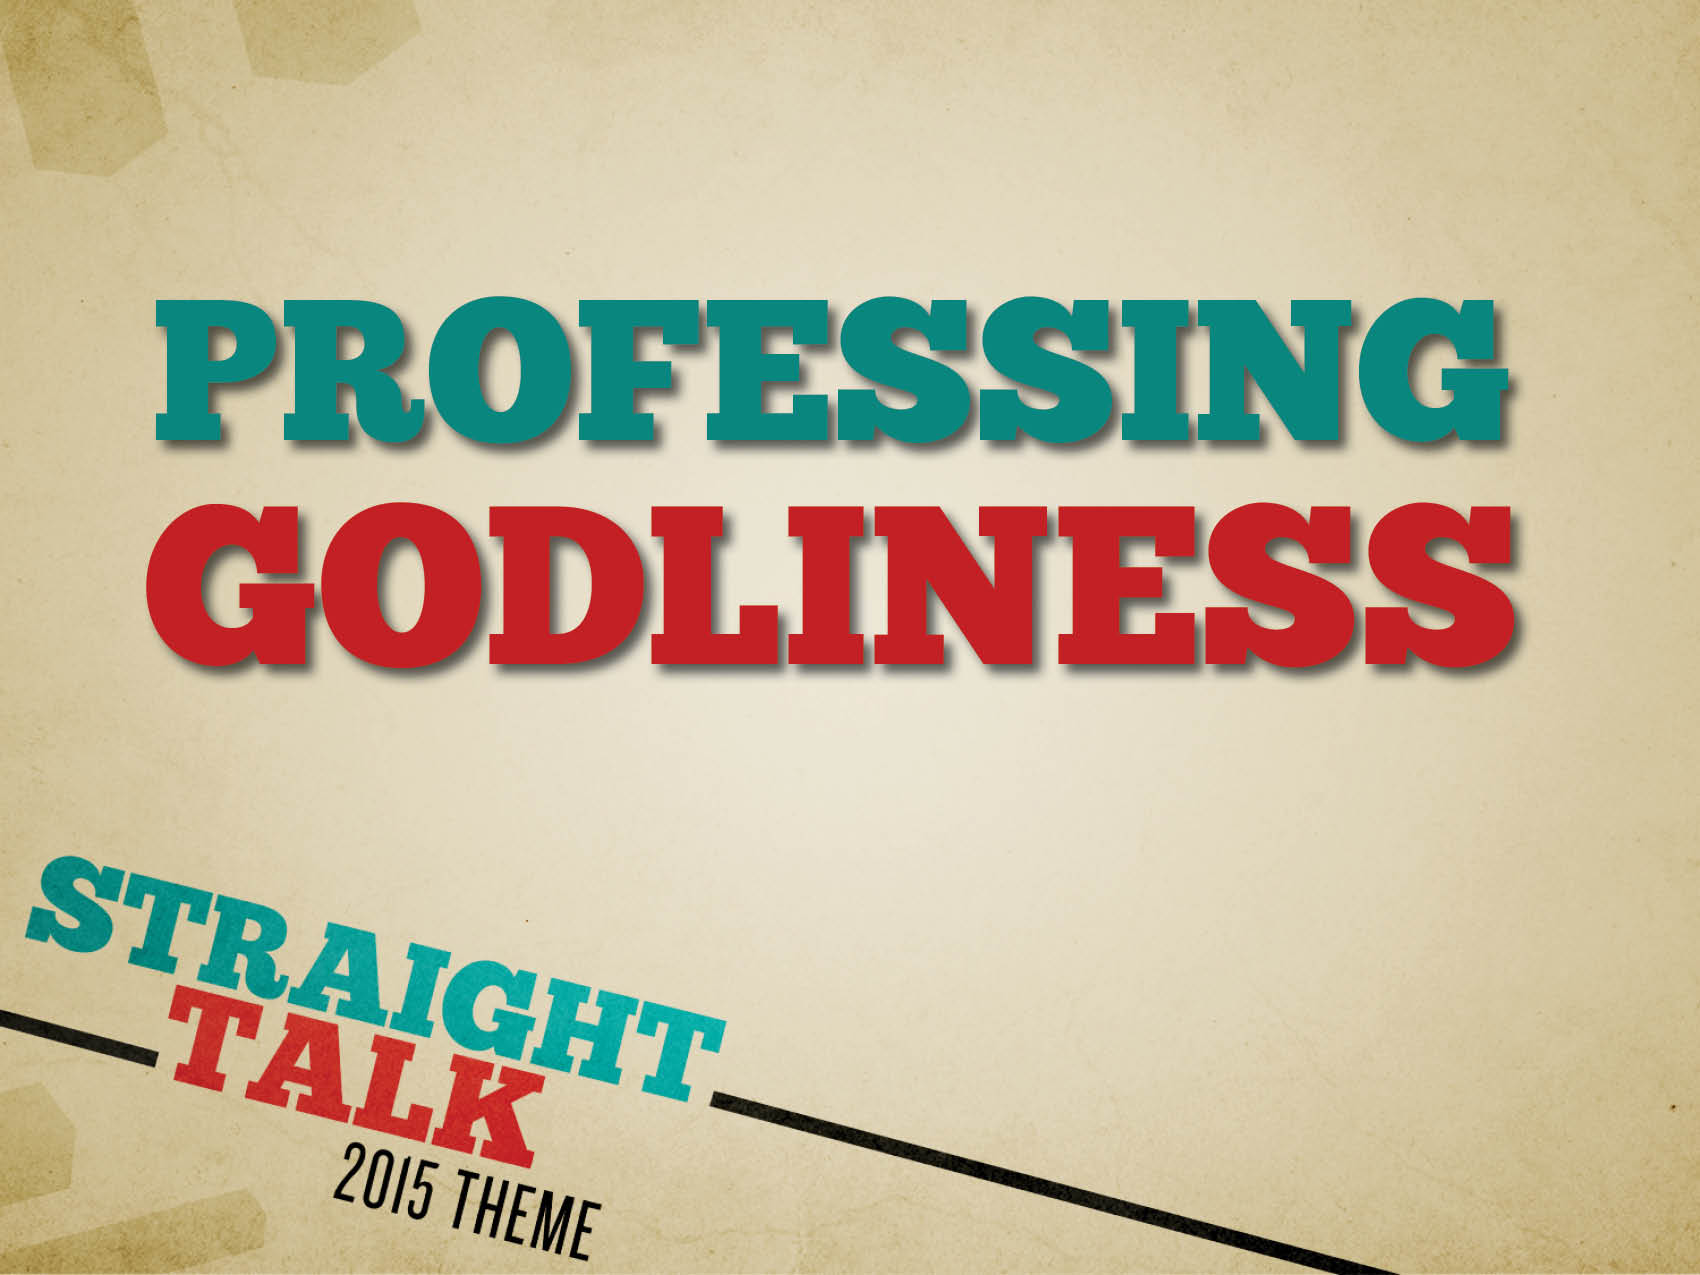 PROFESSING
GODLINESS
STRAIGHT
TALK
2015 THEME